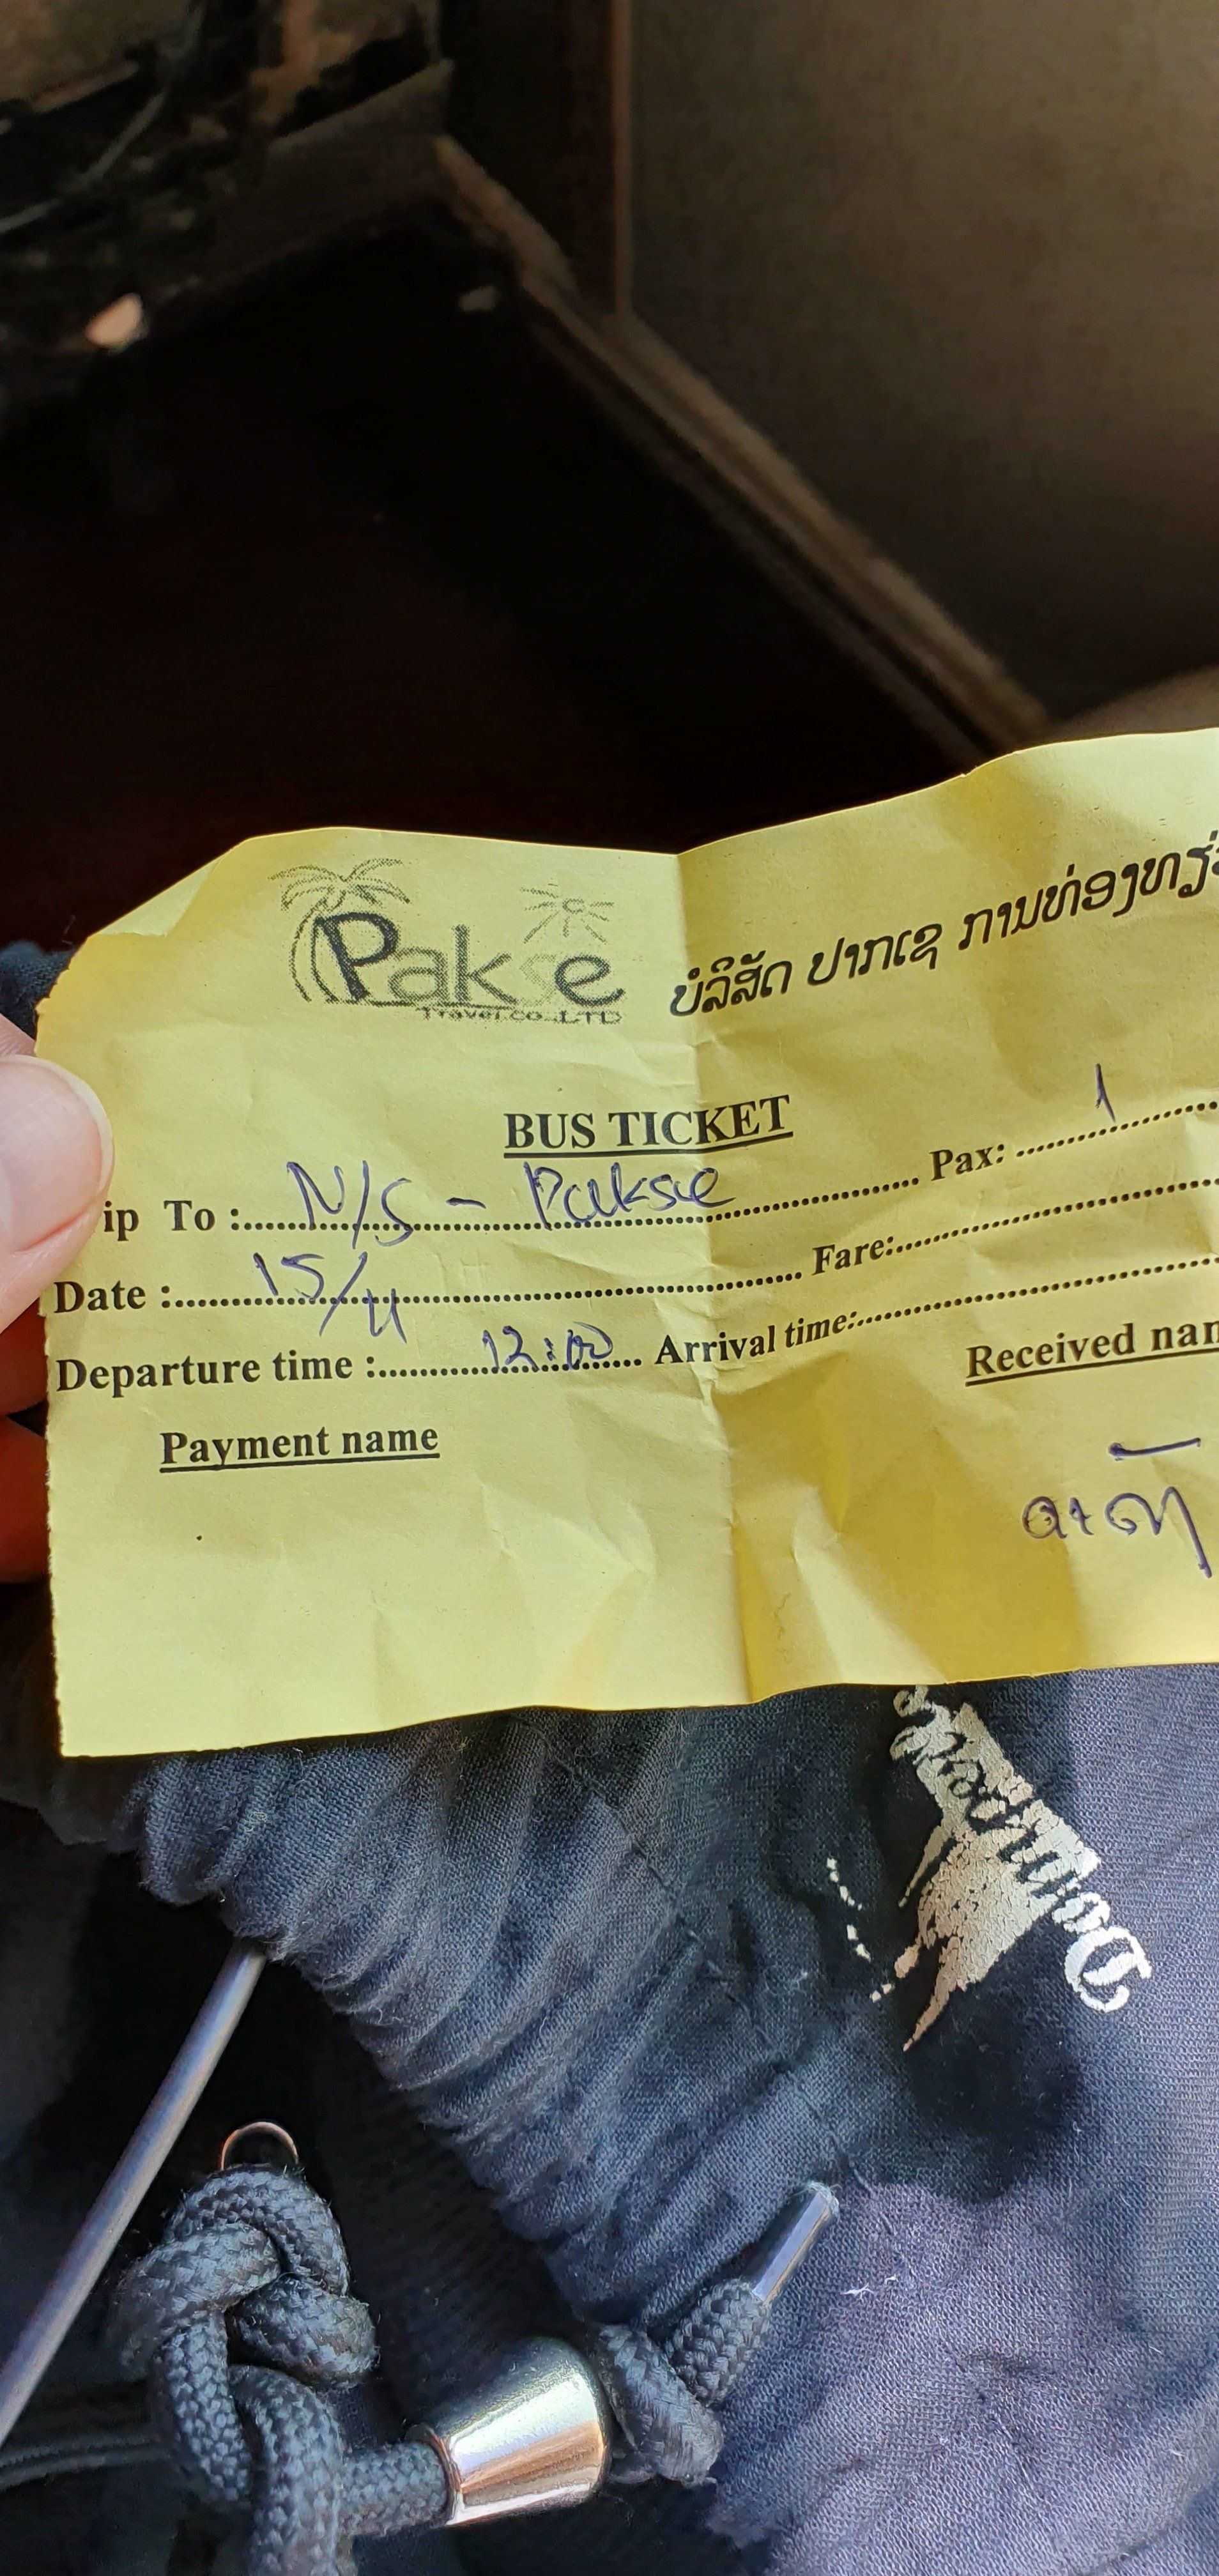 Pakse
Travel.Co.,LTD
ບໍລິສັດ ປາກເຊ ການທ່ອງທ່ຽ
BUS TICKET
ip To : N/S - Pakse Pax: 1
Date : 15/11 Fare:
Departure time : 12:00 Arrival time:
Payment name Received nam